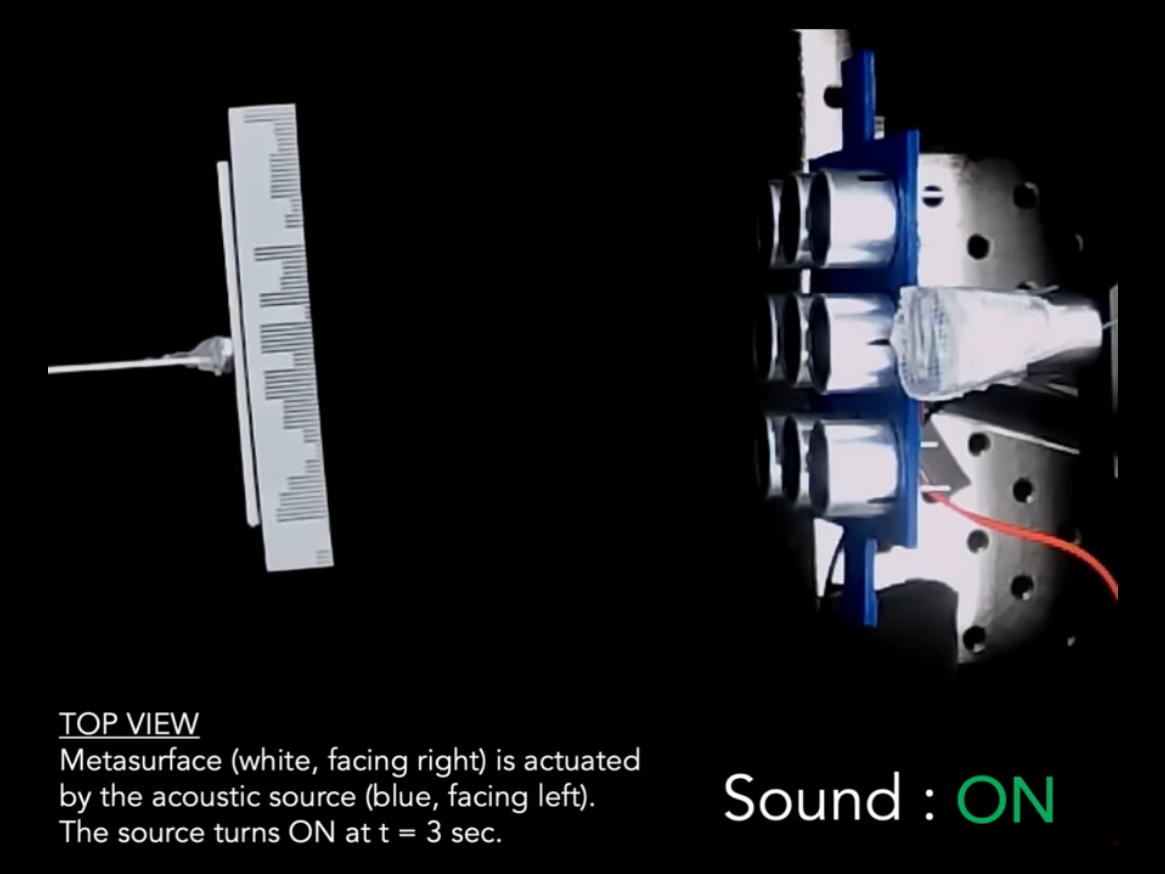 TOP VIEW
Metasurface (white, facing right) is actuated
by the acoustic source (blue, facing left).
The source turns ON at t = 3 sec.
Sound : ON